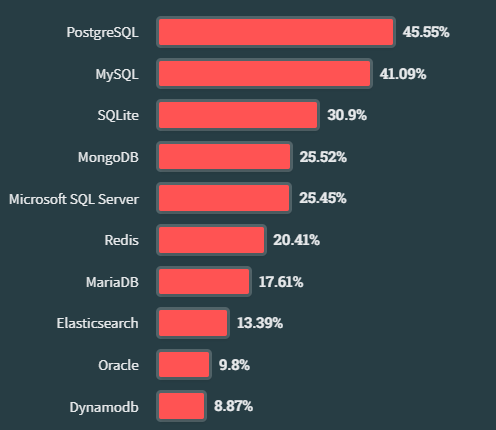 PostgreSQL 45.55%
MySQL 41.09%
SQLite 30.9%
MongoDB 25.52%
Microsoft SQL Server 25.45%
Redis 20.41%
MariaDB 17.61%
Elasticsearch 13.39%
Oracle 9.8%
Dynamodb 8.87%